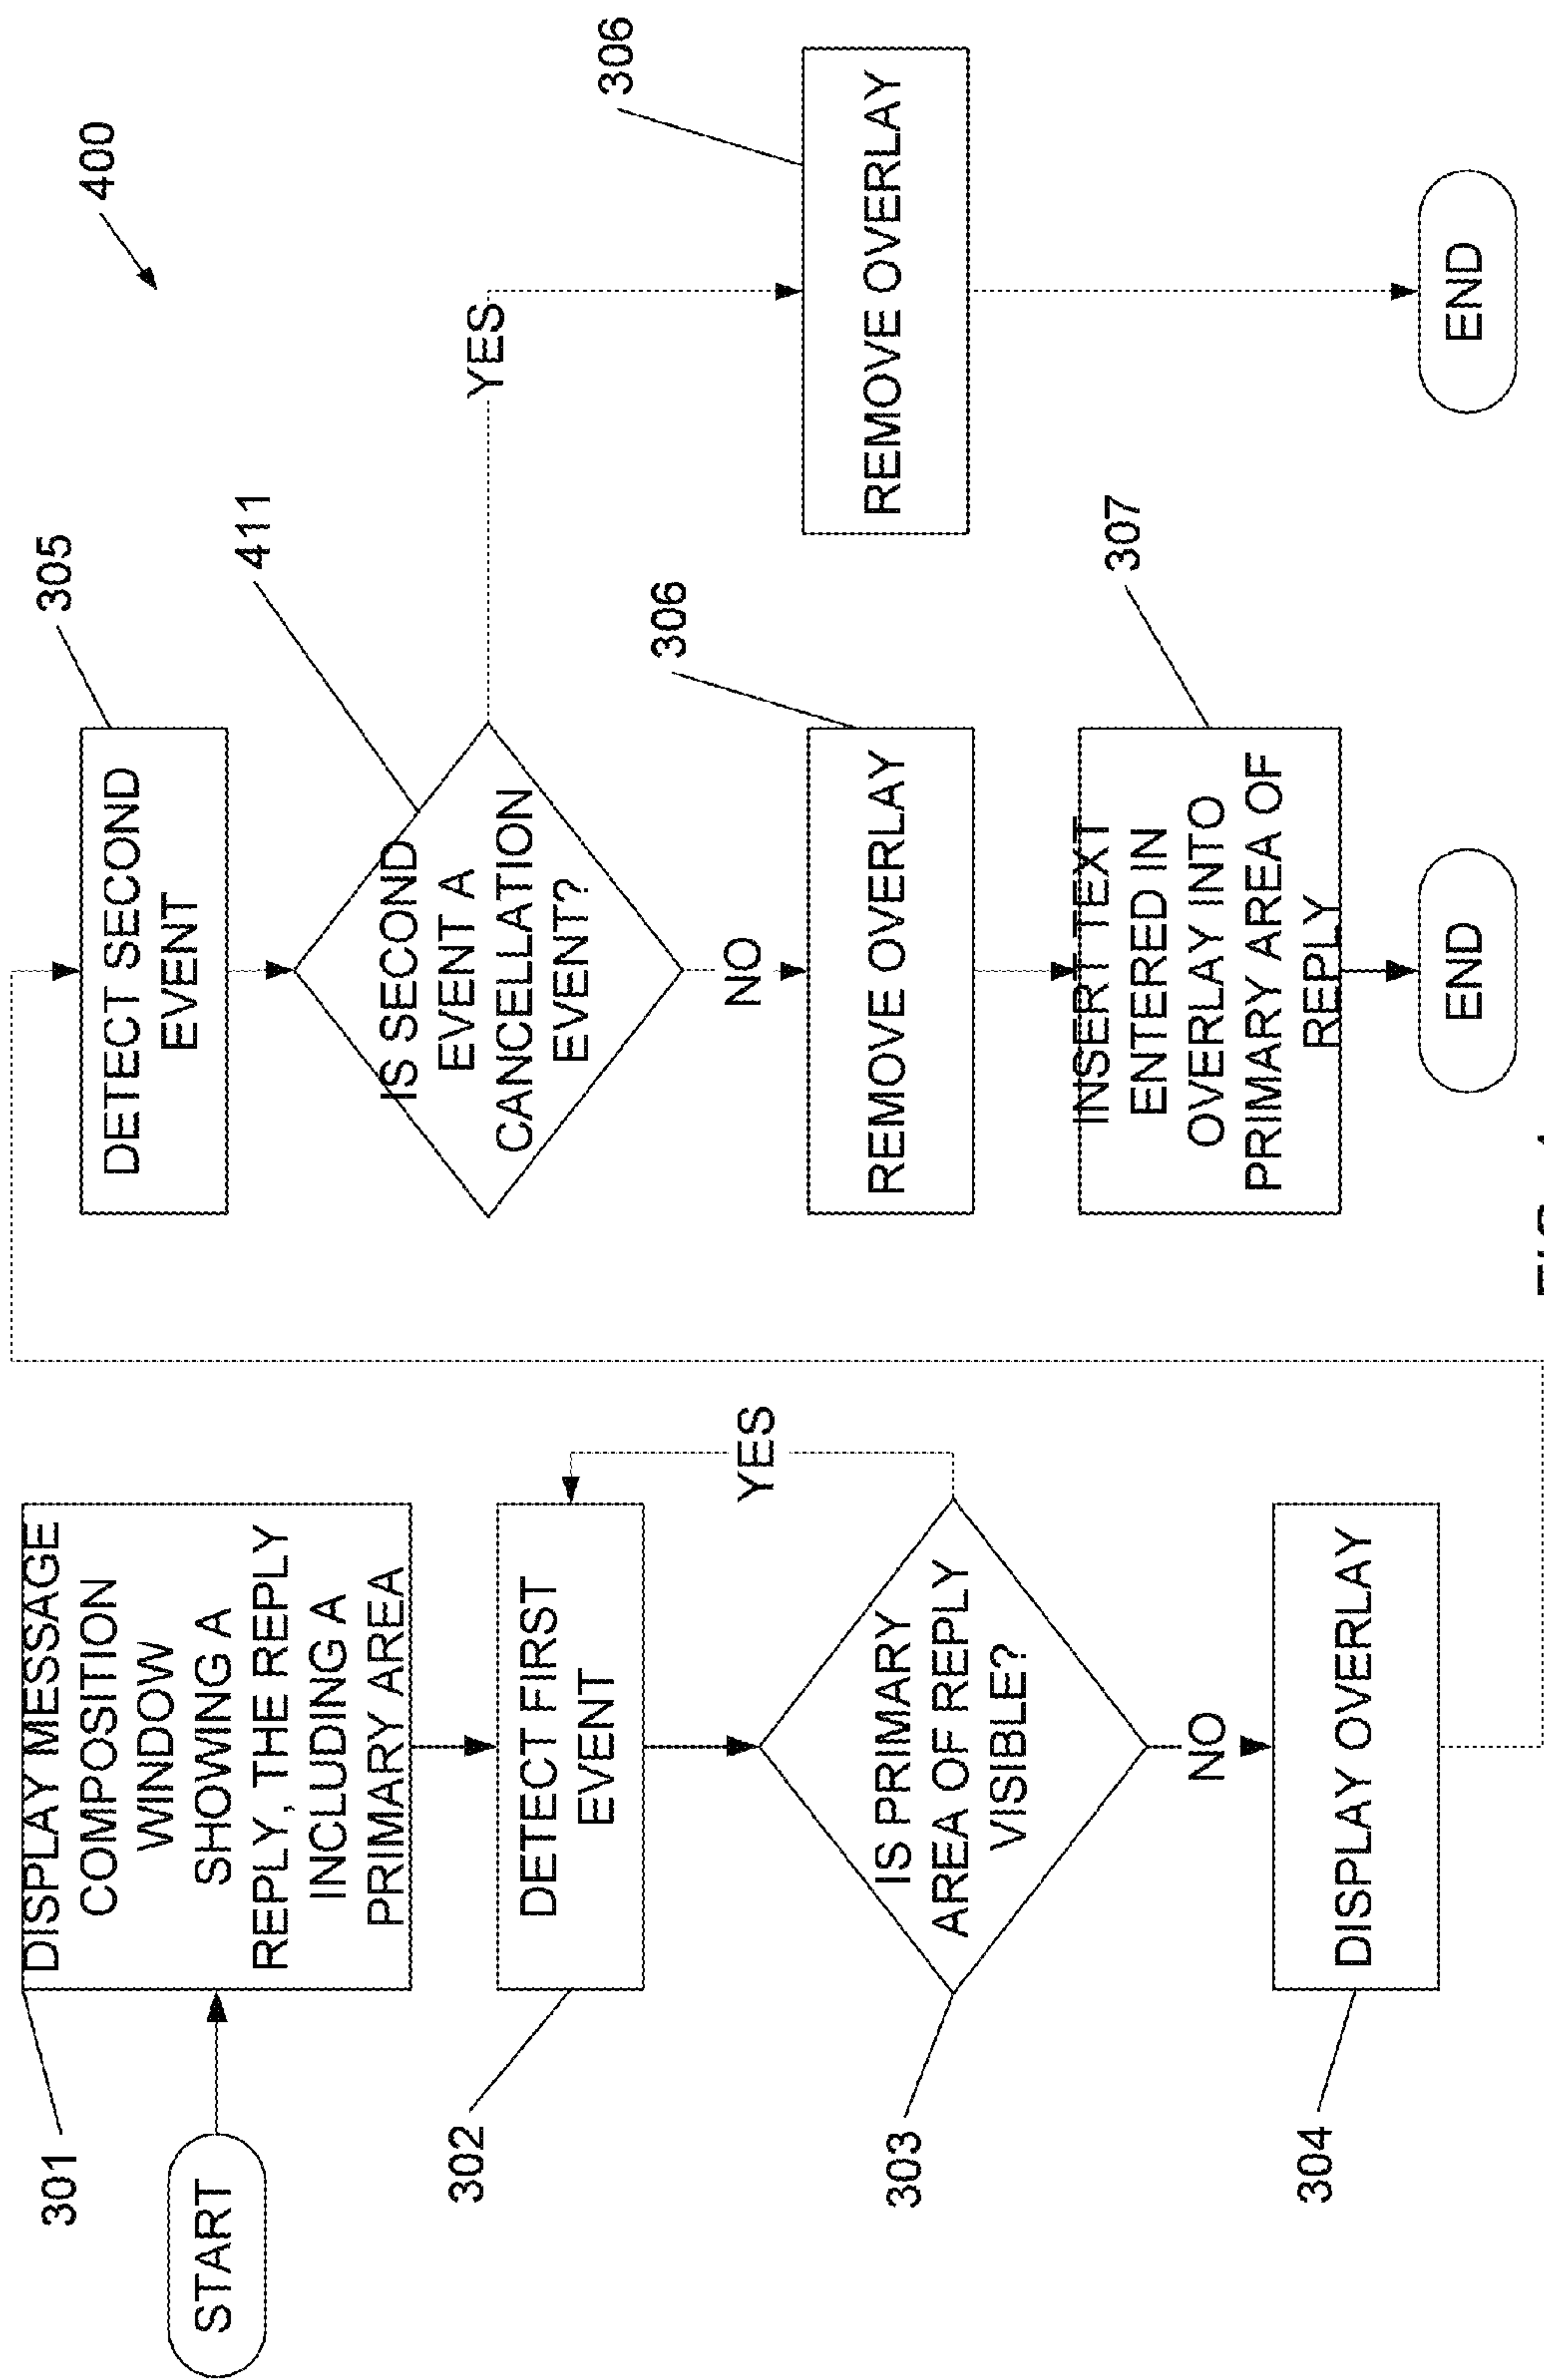 400
START
301
DISPLAY MESSAGE
COMPOSITION
WINDOW
SHOWING A
REPLY, THE REPLY
INCLUDING A
PRIMARY AREA
302
DETECT FIRST
EVENT
303
IS PRIMARY
AREA OF REPLY
VISIBLE?
YES
NO
304
DISPLAY OVERLAY
305
DETECT SECOND
EVENT
411
IS SECOND
EVENT A
CANCELLATION
EVENT?
YES
NO
306
REMOVE OVERLAY
307
INSERT TEXT
ENTERED IN
OVERLAY INTO
PRIMARY AREA OF
REPLY
END
306
REMOVE OVERLAY
END